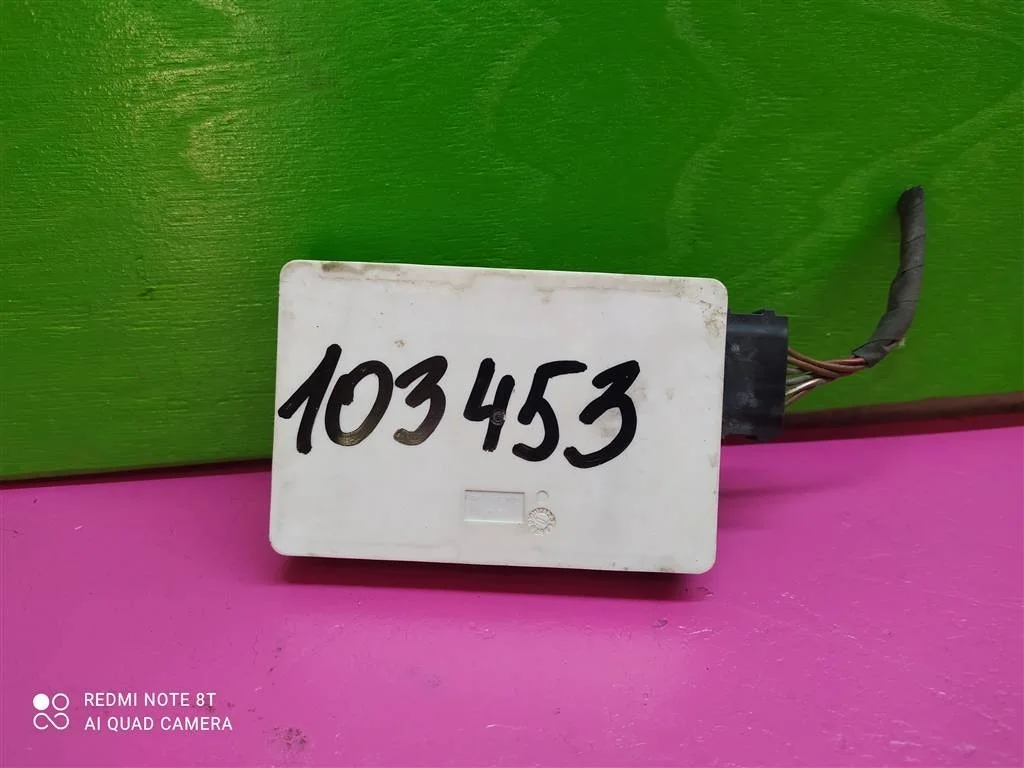 103453
REDMI NOTE 8T
AI QUAD CAMERA